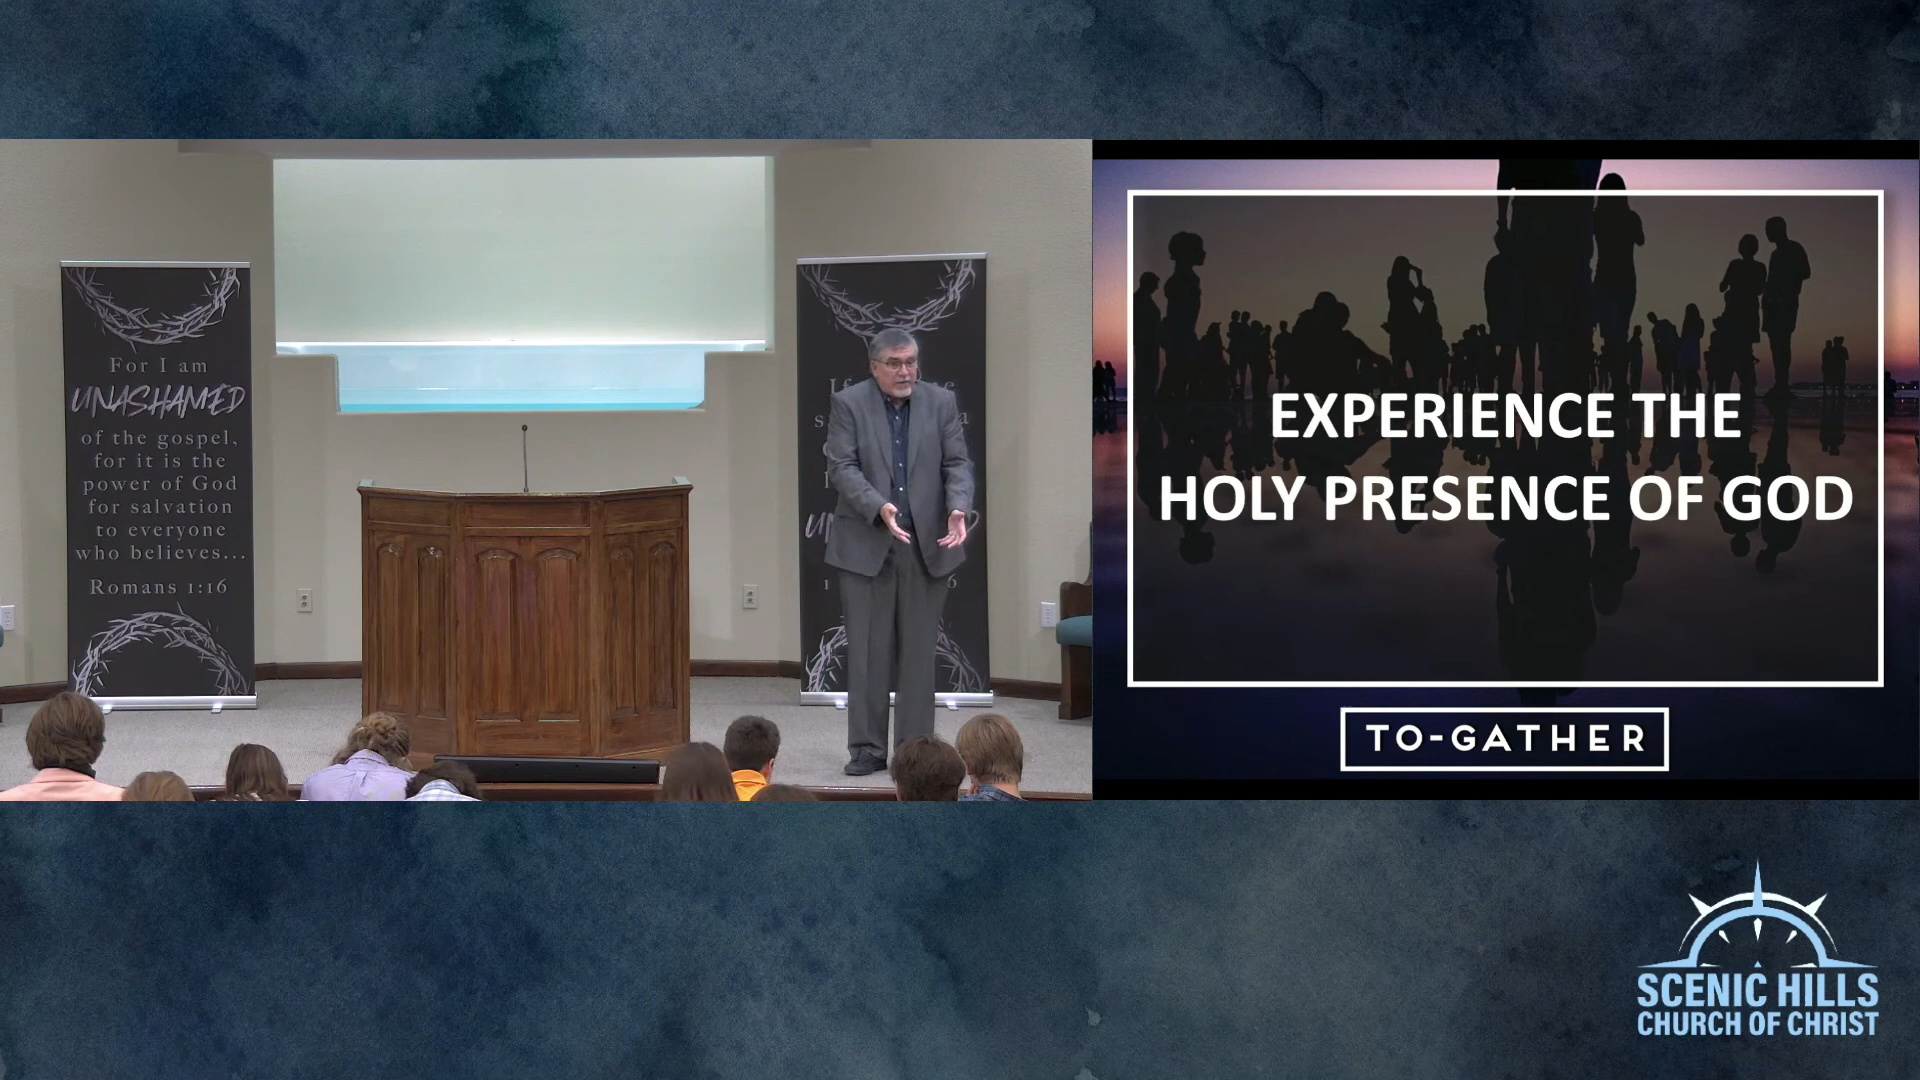 For I am
UNASHAMED
of the gospel,
for it is the
power of God
for salvation
to everyone
who believes...
Romans 1:16
EXPERIENCE THE
HOLY PRESENCE OF GOD
TO-GATHER
SCENIC HILLS
CHURCH OF CHRIST